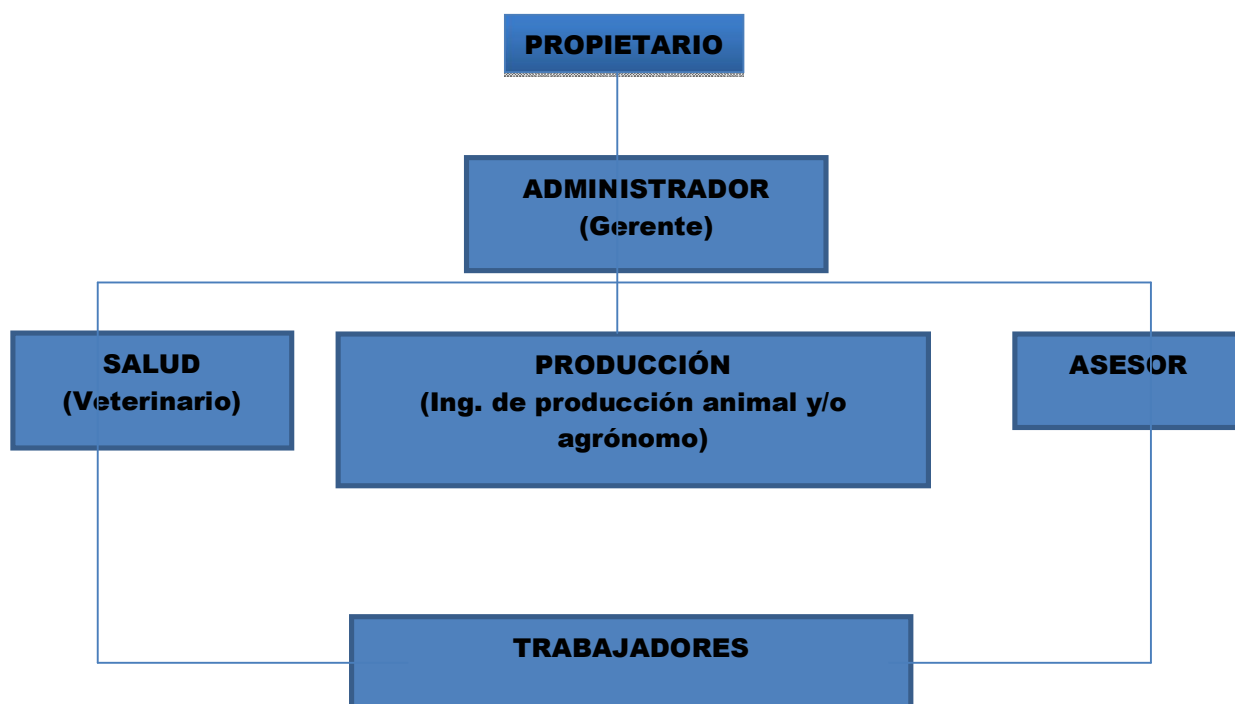 PROPIETARIO
ADMINISTRADOR
(Gerente)
SALUD
(Veterinario)
PRODUCCIÓN
(Ing. de producción animal y/o
agrónomo)
ASESOR
TRABAJADORES